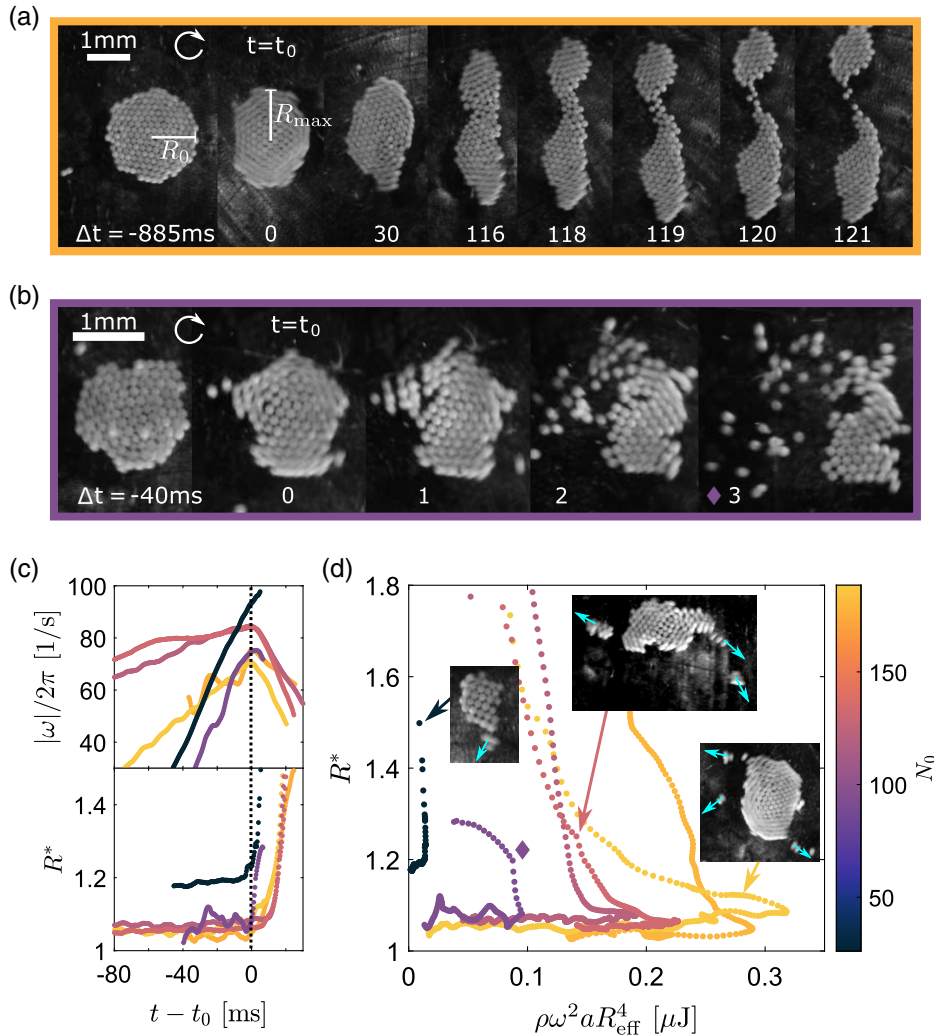 (a)
1mm
t=t₀
R_max
R₀
Δt = -885ms 0 30 116 118 119 120 121
(b)
1mm
t=t₀
Δt = -40ms 0 1 2 ♦ 3
(c)
|ω|/2π [1/s]
100
80
60
40
R*
1.4
1.2
1
-80 -40 0
t − t₀ [ms]
(d)
R*
1.8
1.6
1.4
1.2
1
0 0.1 0.2 0.3
ρω²aR⁴_eff [μJ]
150
100
50
N₀